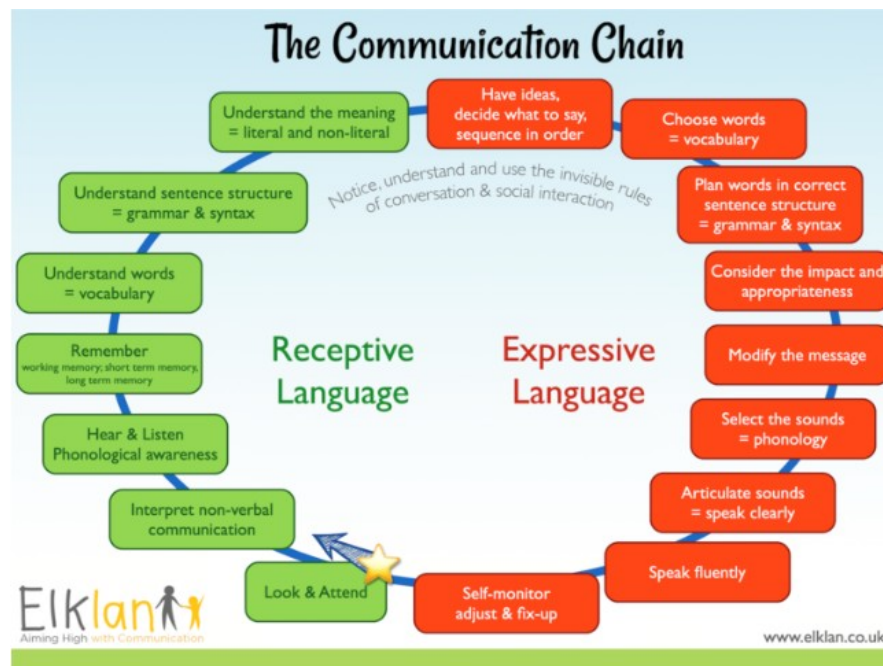 The Communication Chain
Have ideas,
decide what to say,
sequence in order
Choose words
= vocabulary
Plan words in correct
sentence structure
= grammar & syntax
Consider the impact and
appropriateness
Modify the message
Select the sounds
= phonology
Articulate sounds
= speak clearly
Speak fluently
Self-monitor
adjust & fix-up
Look & Attend
Interpret non-verbal
communication
Hear & Listen
Phonological awareness
Remember
working memory; short term memory,
long term memory
Understand words
= vocabulary
Understand sentence structure
= grammar & syntax
Understand the meaning
= literal and non-literal
Notice, understand and use the invisible rules
of conversation & social interaction
Receptive
Language
Expressive
Language
Elklan
Aiming High with Communication
www.elklan.co.uk